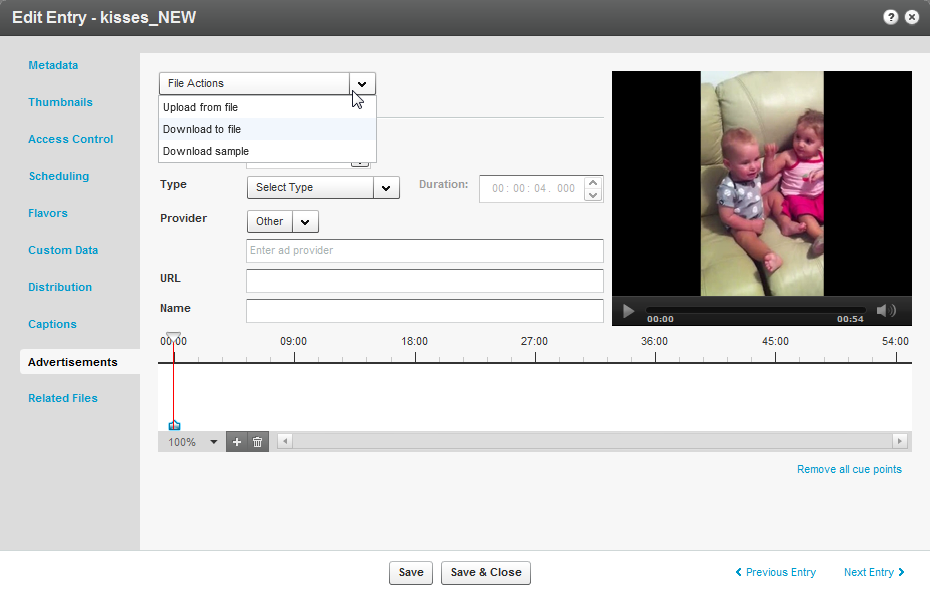 Edit Entry - kisses_NEW
?
Metadata
Thumbnails
Access Control
Scheduling
Flavors
Custom Data
Distribution
Captions
Advertisements
Related Files
File Actions
Upload from file
Download to file
Download sample
Type
Select Type
Duration:
00: 00: 04. 000
Provider
Other
Enter ad provider
URL
Name
00:00
00:54
00:00 09:00 18:00 27:00 36:00 45:00 54:00
100%
Remove all cue points
Save
Save & Close
Previous Entry
Next Entry